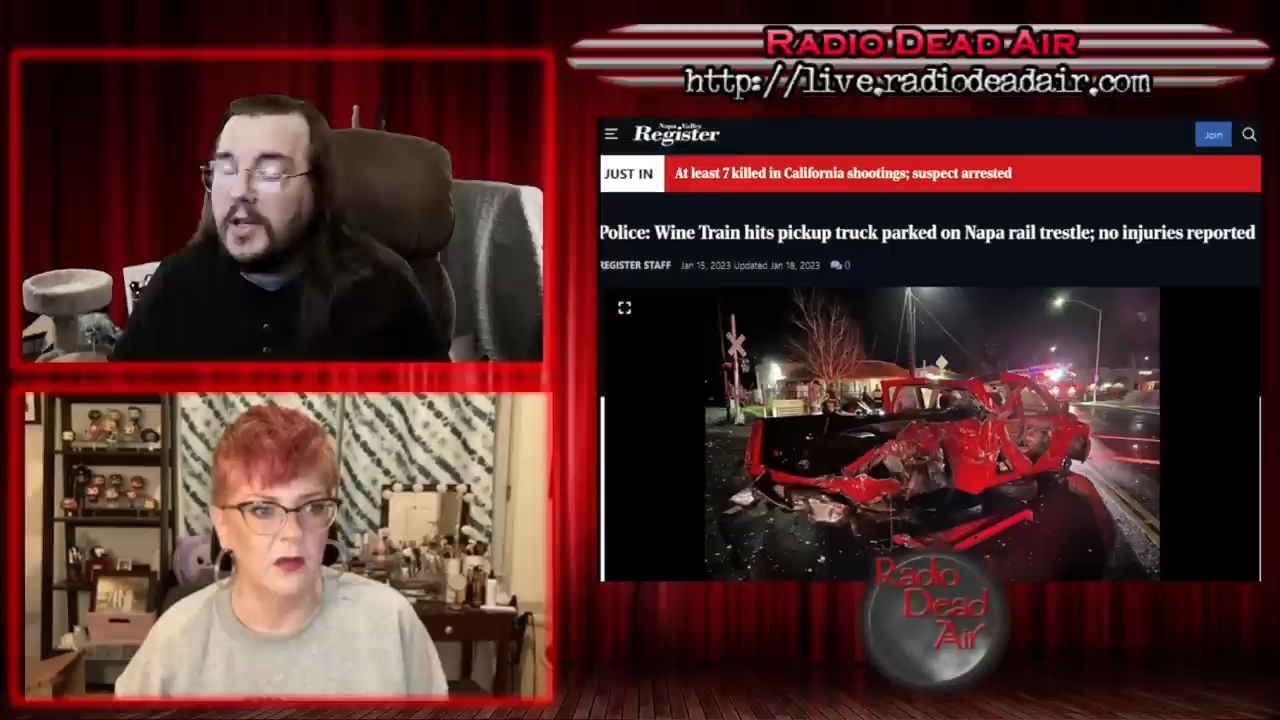 RADIO DEAD AIR
http://live.radiodeadair.com
Napa Valley
Register
Join
JUST IN
At least 7 killed in California shootings; suspect arrested
Police: Wine Train hits pickup truck parked on Napa rail trestle; no injuries reported
REGISTER STAFF Jan 15, 2023 Updated Jan 18, 2023 0
Radio
Dead
Air